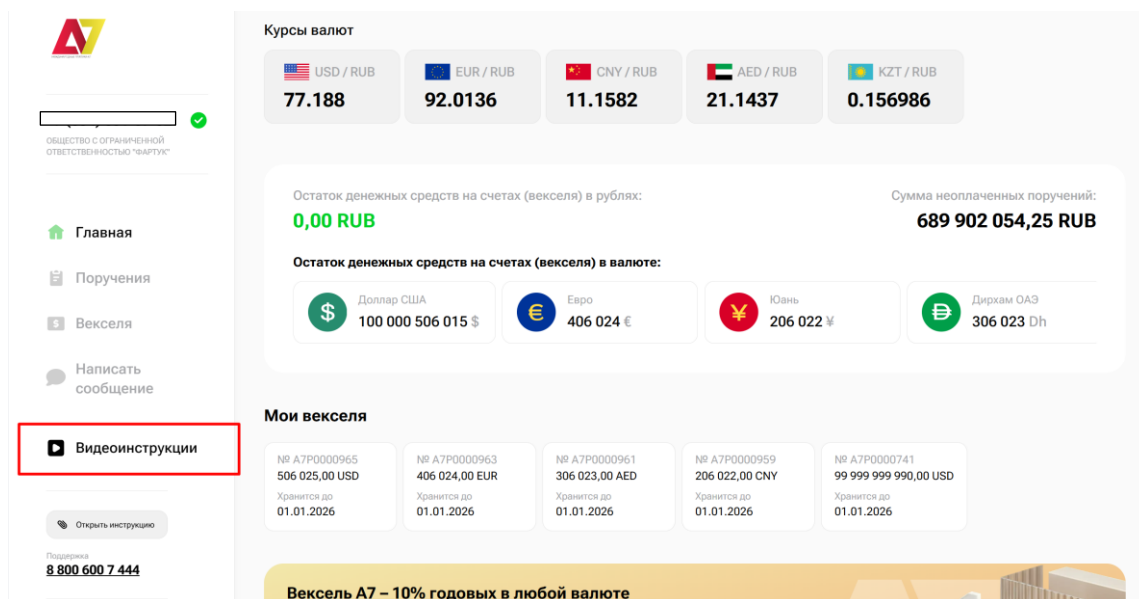 A7
Курсы валют
USD / RUB
77.188
EUR / RUB
92.0136
CNY / RUB
11.1582
AED / RUB
21.1437
KZT / RUB
0.156986
ОБЩЕСТВО С ОГРАНИЧЕННОЙ
ОТВЕТСТВЕННОСТЬЮ "ФАРТУК"
Главная
Поручения
Векселя
Написать
сообщение
Видеоинструкции
Открыть инструкцию
Поддержка
8 800 600 7 444
Остаток денежных средств на счетах (векселя) в рублях:
0,00 RUB
Сумма неоплаченных поручений:
689 902 054,25 RUB
Остаток денежных средств на счетах (векселя) в валюте:
Доллар США
100 000 506 015 $
Евро
406 024 €
Юань
206 022 ¥
Дирхам ОАЭ
306 023 Dh
Мои векселя
№ A7P0000965
506 025,00 USD
Хранится до
01.01.2026
№ A7P0000963
406 024,00 EUR
Хранится до
01.01.2026
№ A7P0000961
306 023,00 AED
Хранится до
01.01.2026
№ A7P0000959
206 022,00 CNY
Хранится до
01.01.2026
№ A7P0000741
99 999 999 990,00 USD
Хранится до
01.01.2026
Вексель А7 – 10% годовых в любой валюте